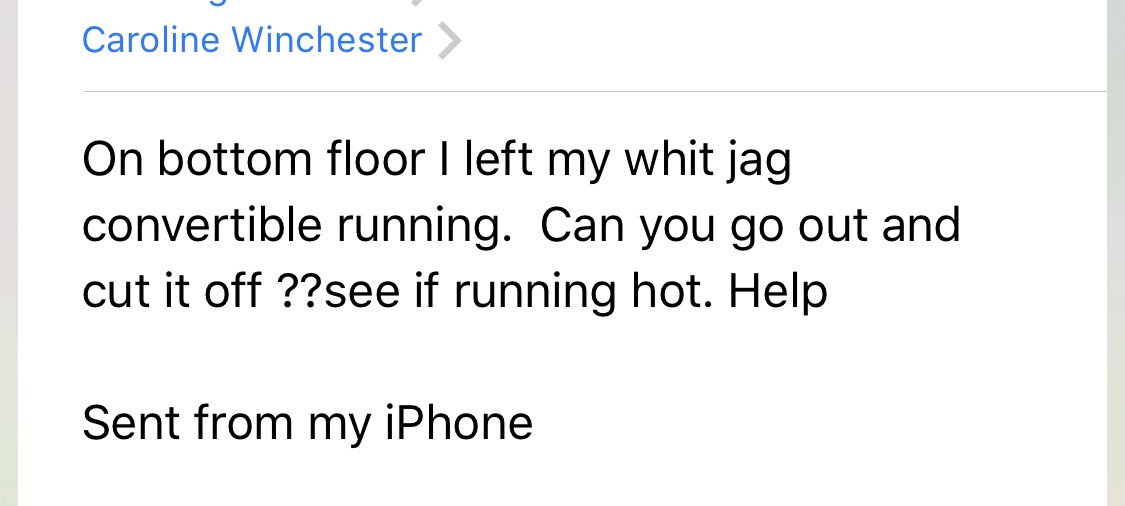 Caroline Winchester
On bottom floor I left my whit jag
convertible running.  Can you go out and
cut it off ??see if running hot. Help
Sent from my iPhone